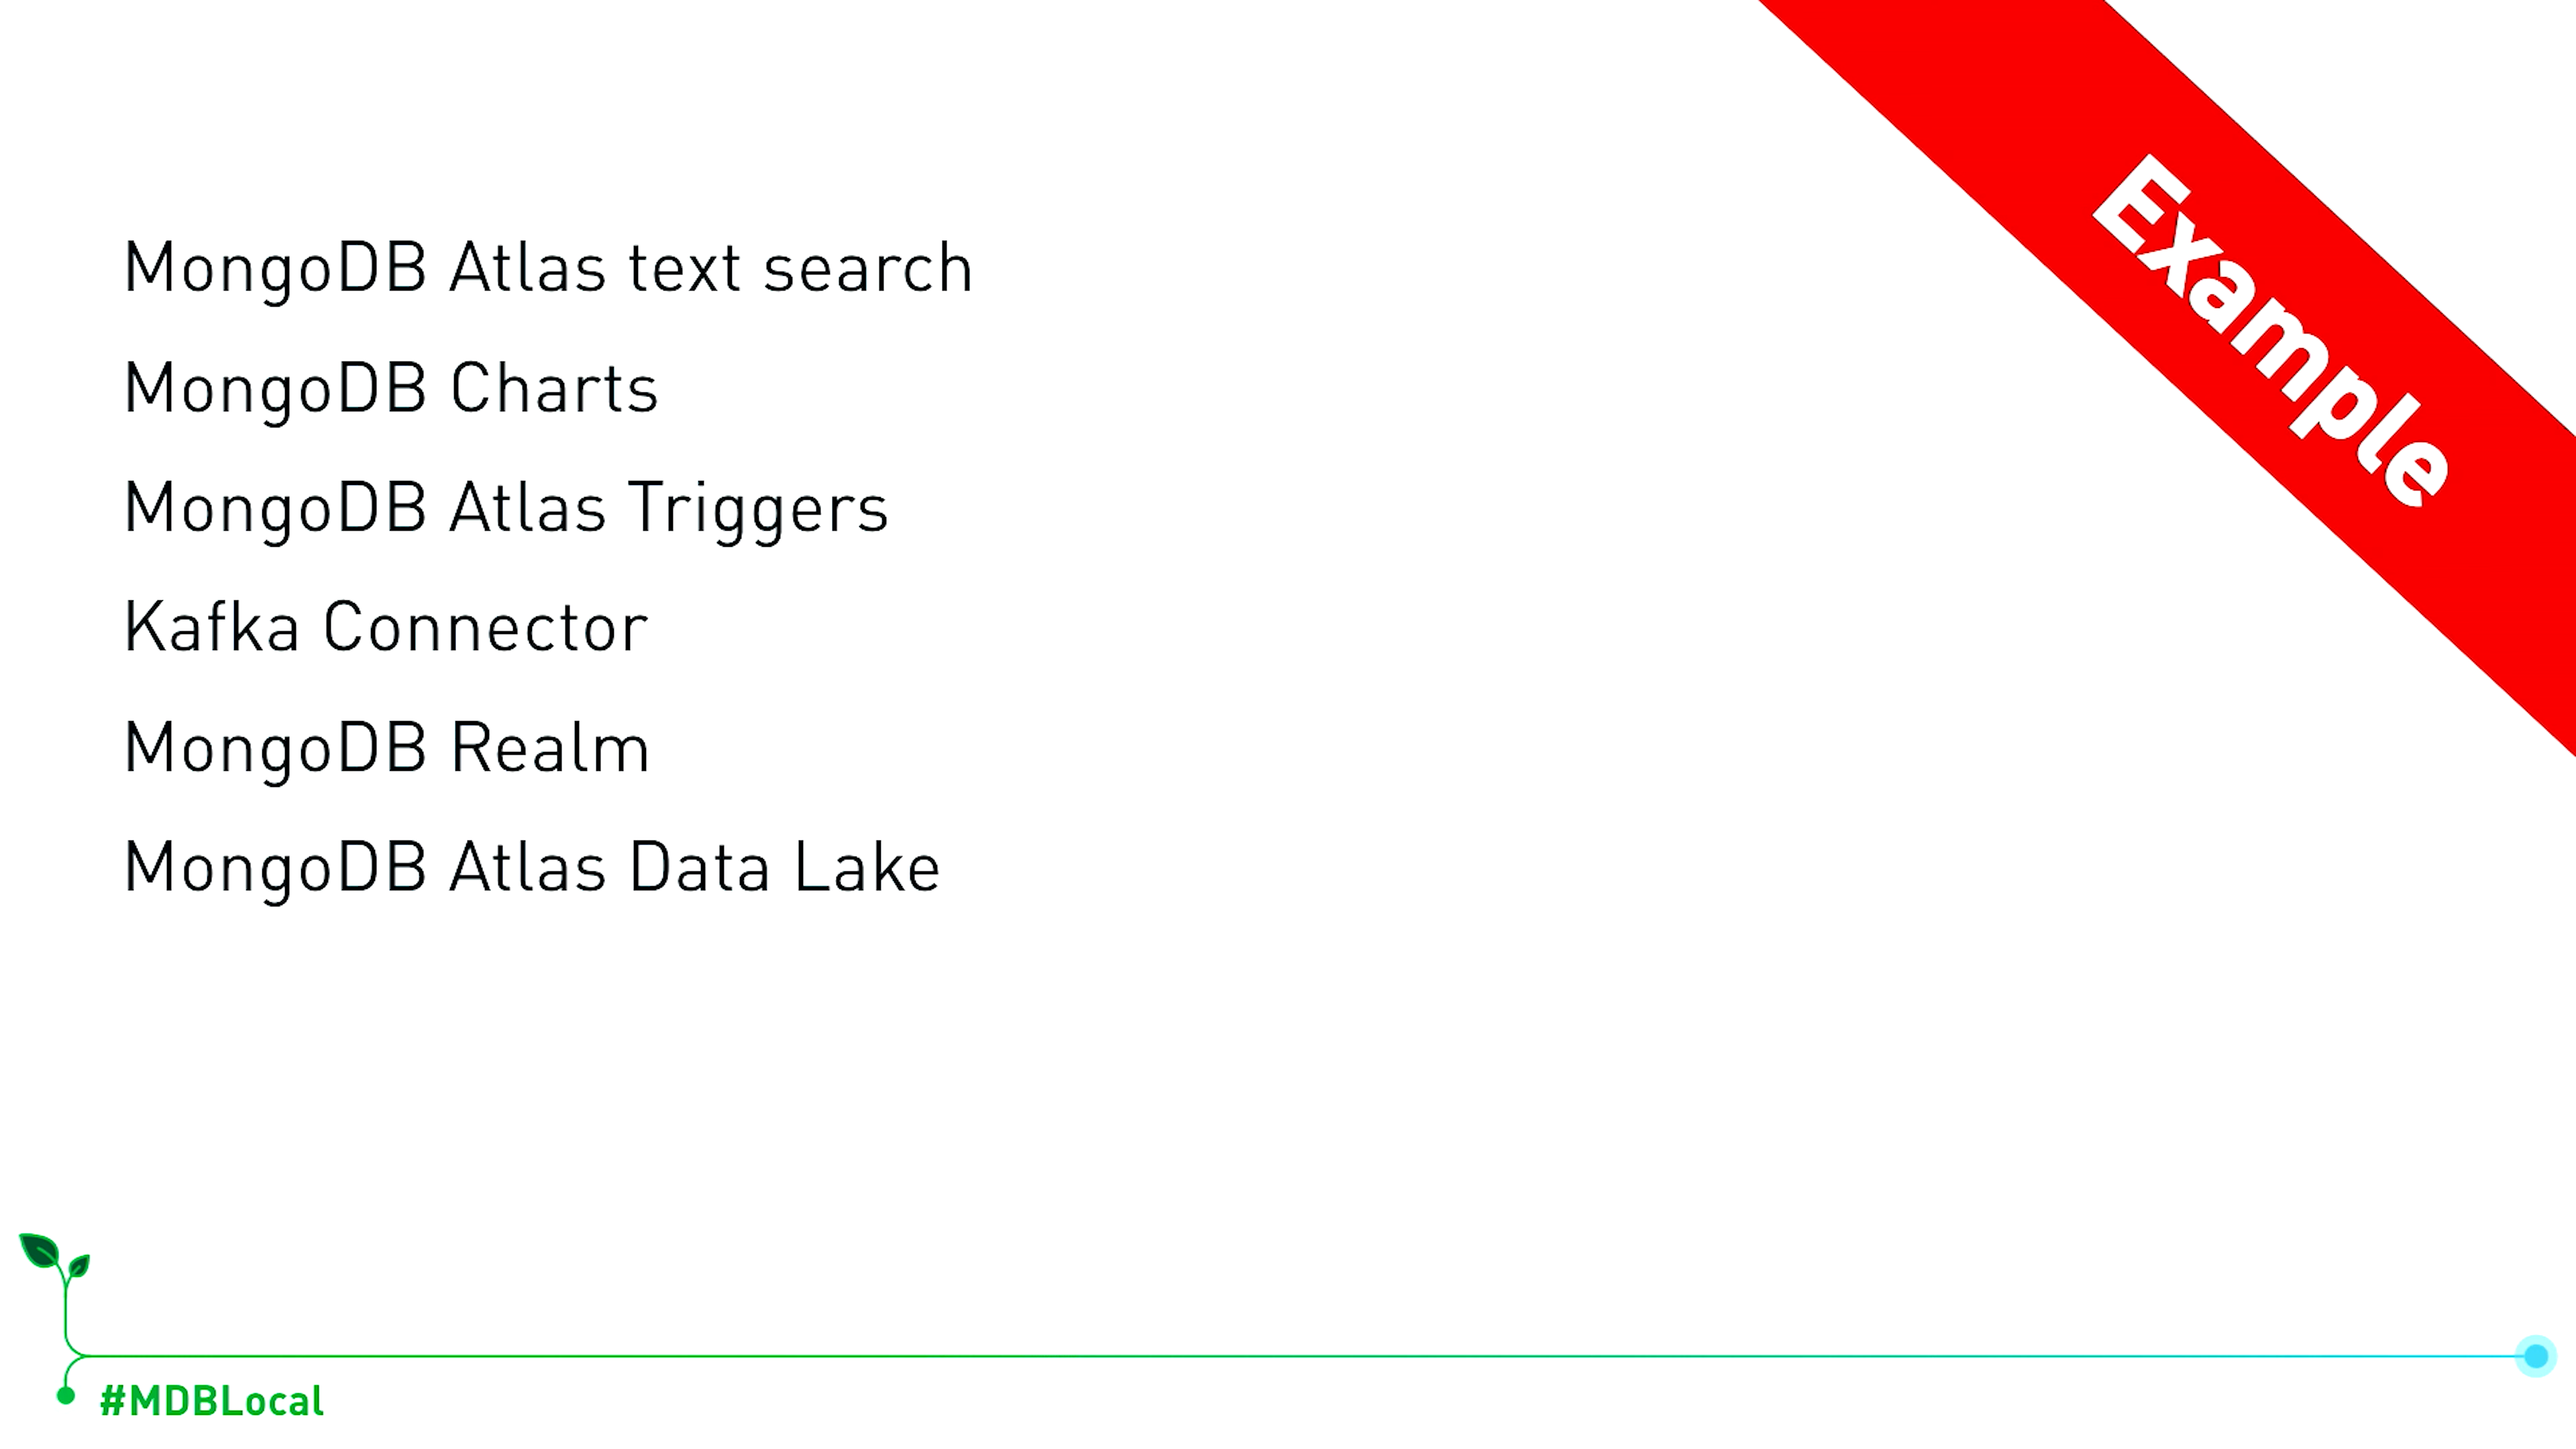 MongoDB Atlas text search
MongoDB Charts
MongoDB Atlas Triggers
Kafka Connector
MongoDB Realm
MongoDB Atlas Data Lake
Example
#MDBLocal